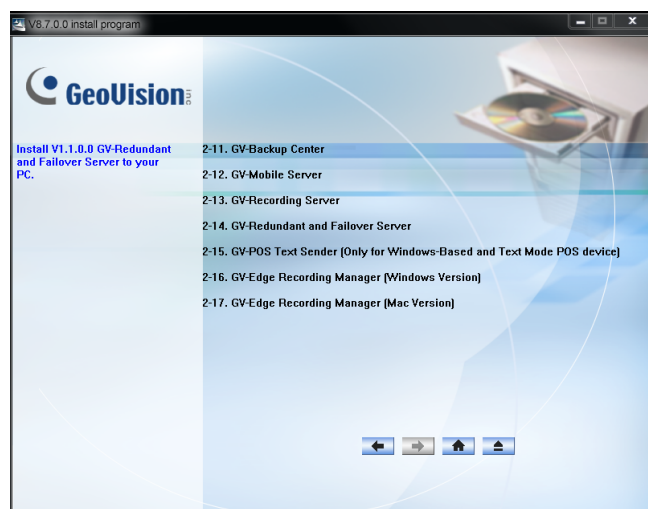 V8.7.0.0 install program
GeoVision inc
Install V1.1.0.0 GV-Redundant
and Failover Server to your
PC.
2-11. GV-Backup Center
2-12. GV-Mobile Server
2-13. GV-Recording Server
2-14. GV-Redundant and Failover Server
2-15. GV-POS Text Sender (Only for Windows-Based and Text Mode POS device)
2-16. GV-Edge Recording Manager (Windows Version)
2-17. GV-Edge Recording Manager (Mac Version)